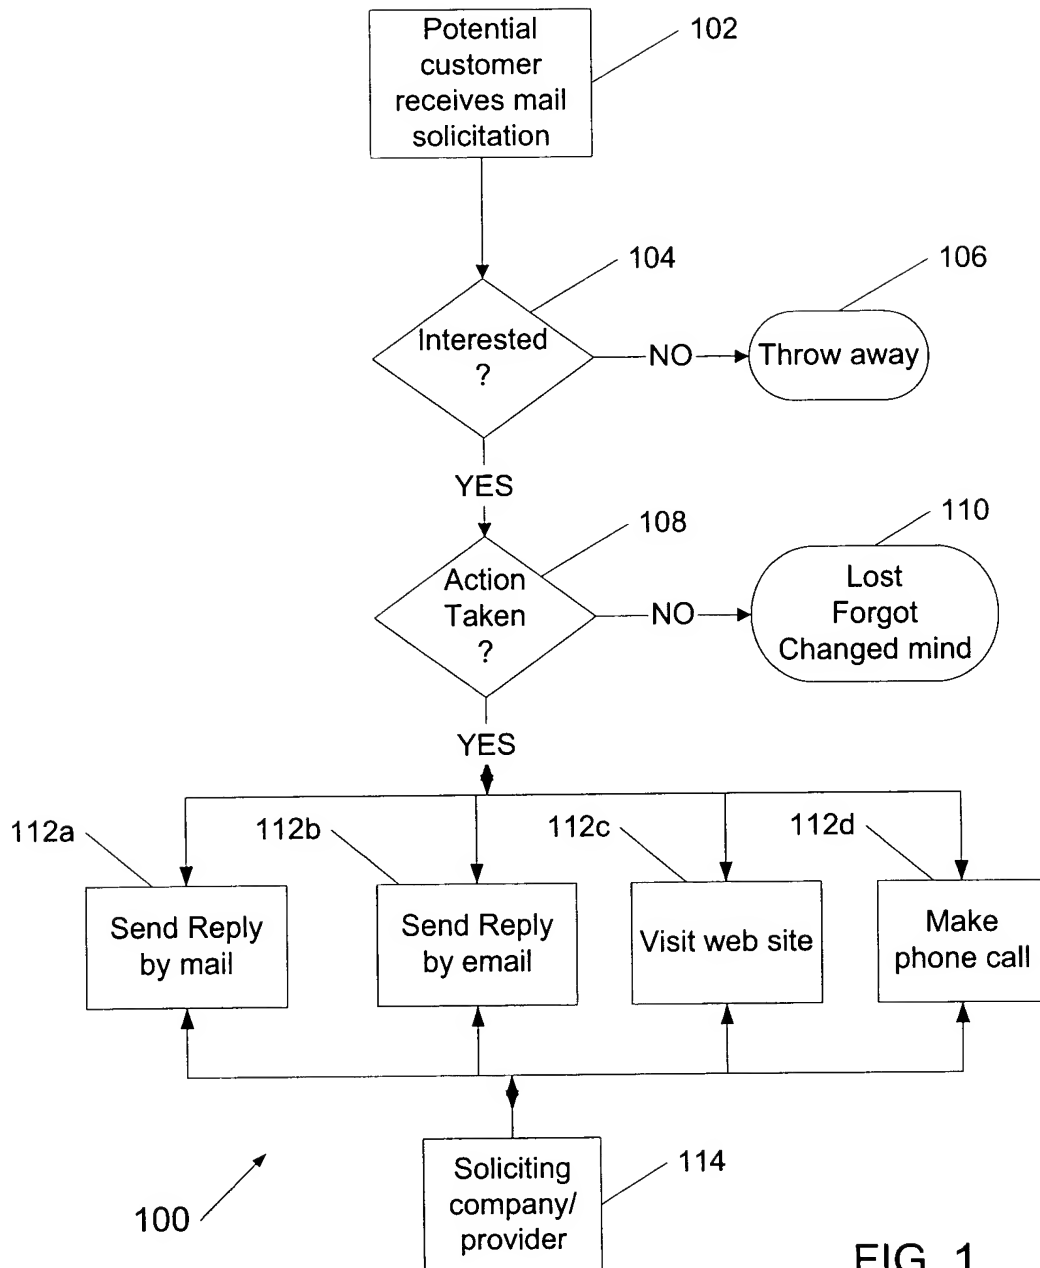 Potential
customer
receives mail
solicitation
102
104
106
Interested
?
NO
Throw away
YES
108
110
Action
Taken
?
NO
Lost
Forgot
Changed mind
YES
112a
112b
112c
112d
Send Reply
by mail
Send Reply
by email
Visit web site
Make
phone call
Soliciting
company/
provider
114
100
FIG. 1